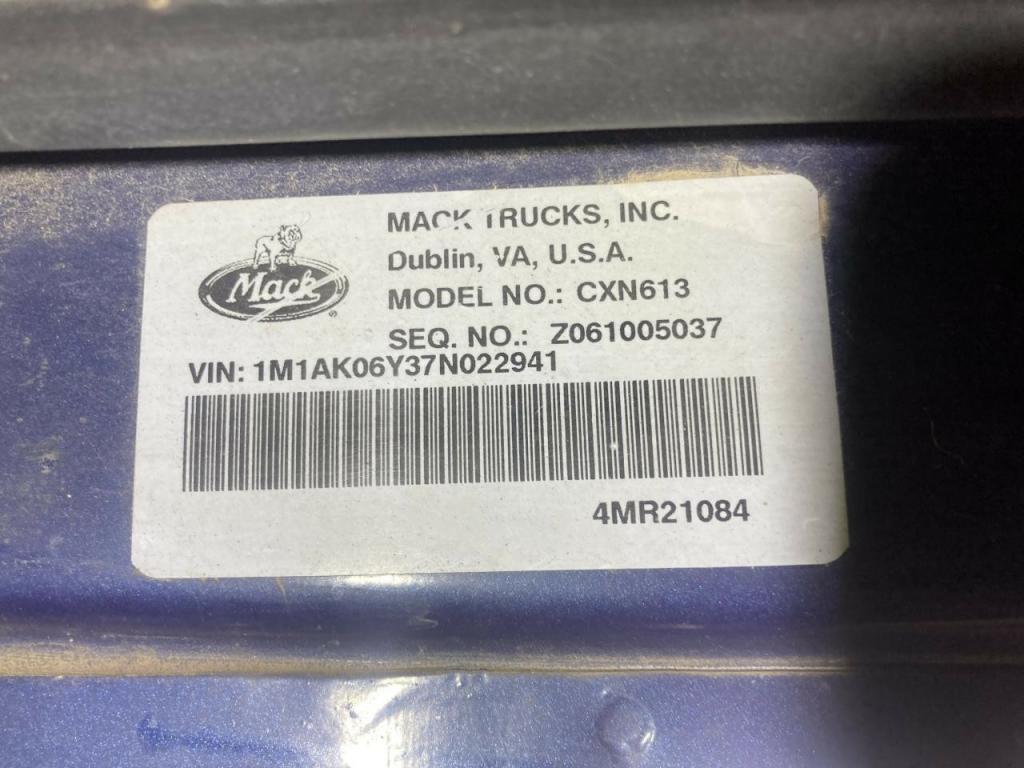 Mack
MACK TRUCKS, INC.
Dublin, VA, U.S.A.
MODEL NO.: CXN613
SEQ. NO.: Z061005037
VIN: 1M1AK06Y37N022941
4MR21084